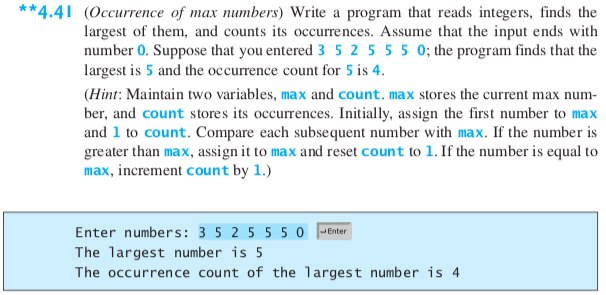 **4.41 (Occurrence of max numbers) Write a program that reads integers, finds the
largest of them, and counts its occurrences. Assume that the input ends with
number 0. Suppose that you entered 3 5 2 5 5 5 0; the program finds that the
largest is 5 and the occurrence count for 5 is 4.
(Hint: Maintain two variables, max and count. max stores the current max num-
ber, and count stores its occurrences. Initially, assign the first number to max
and 1 to count. Compare each subsequent number with max. If the number is
greater than max, assign it to max and reset count to 1. If the number is equal to
max, increment count by 1.)
Enter numbers: 3 5 2 5 5 5 0 ↵Enter
The largest number is 5
The occurrence count of the largest number is 4